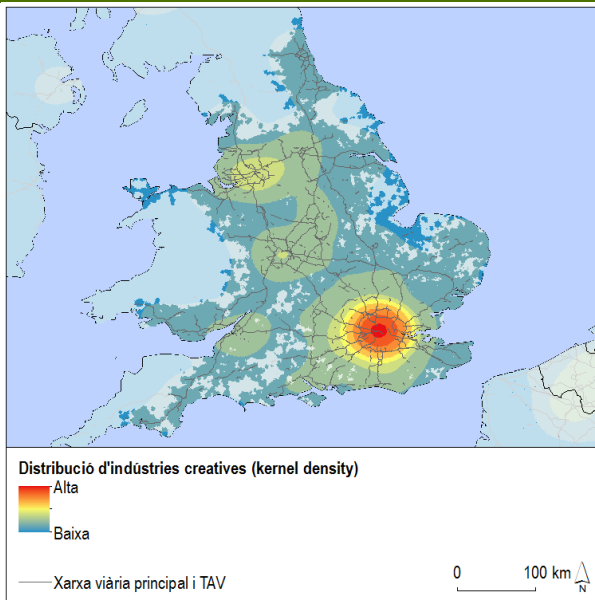 Distribució d'indústries creatives (kernel density)
Alta
Baixa
Xarxa viària principal i TAV
0 100 km
N